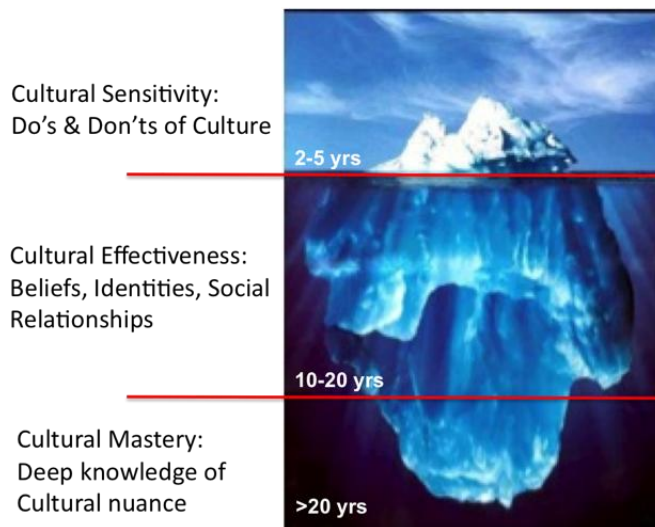 Cultural Sensitivity:
Do’s & Don’ts of Culture
2-5 yrs
Cultural Effectiveness:
Beliefs, Identities, Social
Relationships
10-20 yrs
Cultural Mastery:
Deep knowledge of
Cultural nuance
>20 yrs